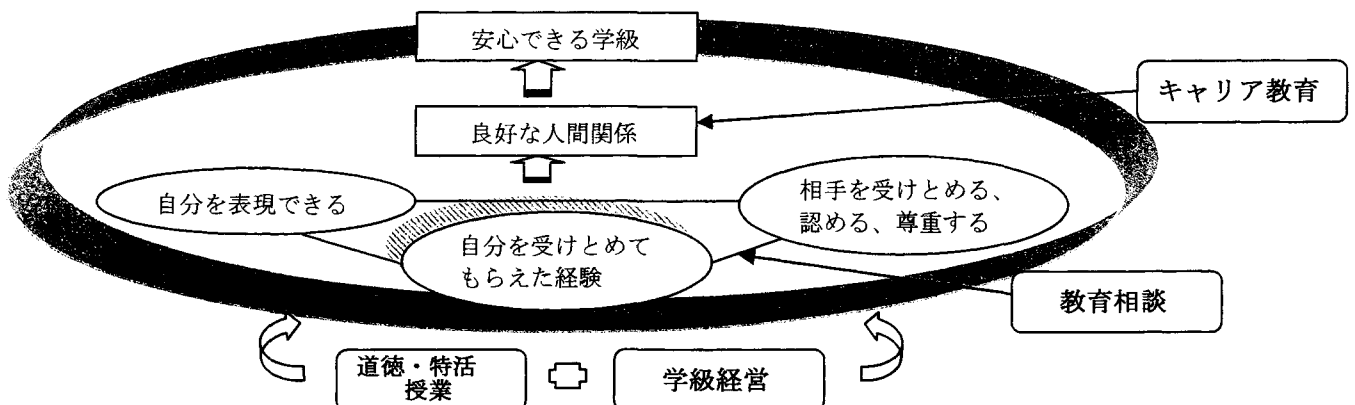 安心できる学級
キャリア教育
良好な人間関係
自分を表現できる
相手を受けとめる、
認める、尊重する
自分を受けとめて
もらえた経験
教育相談
道徳・特活
授業
学級経営